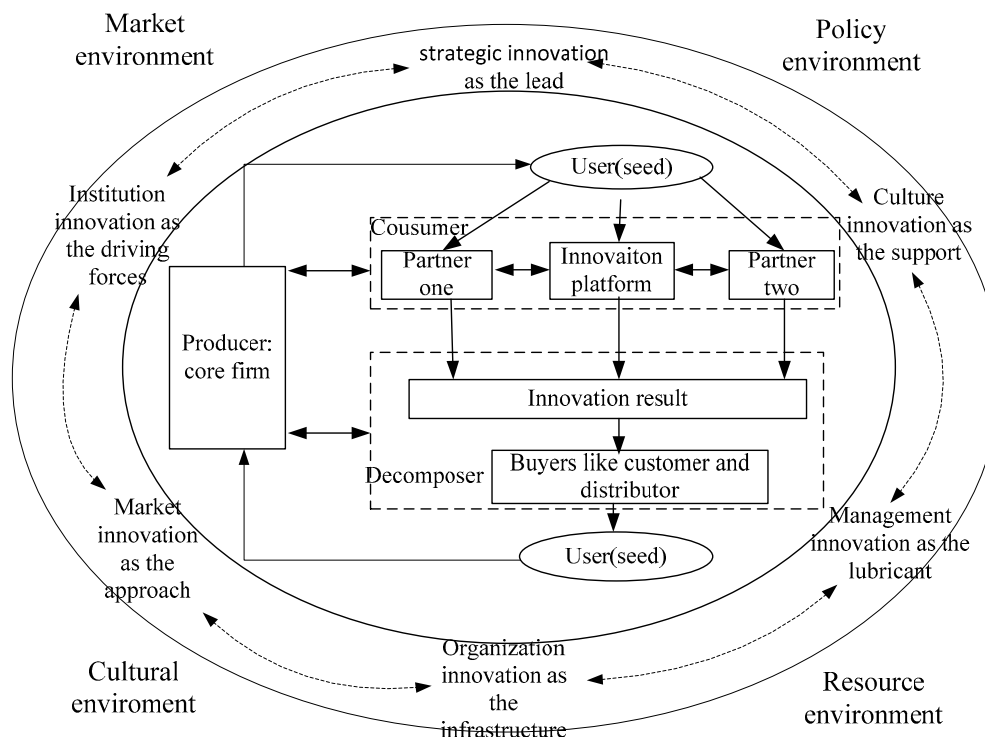 Market
environment
Policy
environment
strategic innovation
as the lead
User(seed)
Institution
innovation as
the driving
forces
Culture
innovation as
the support
Cousumer
Partner
one
Innovaiton
platform
Partner
two
Producer:
core firm
Innovation result
Decomposer
Buyers like customer and
distributor
Market
innovation
as the
approach
Management
innovation as the
lubricant
User(seed)
Organization
innovation as
the
infrastructure
Cultural
enviroment
Resource
environment